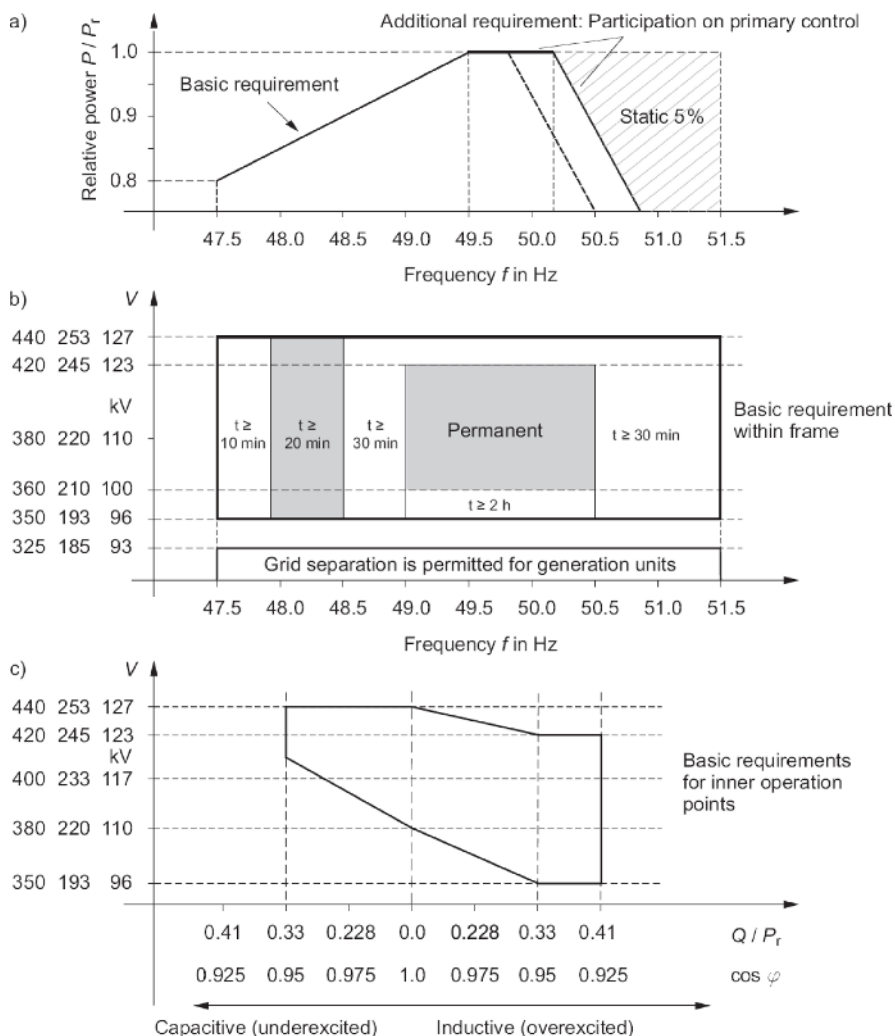 a)
Additional requirement: Participation on primary control
Relative power P / Pr
1.0
0.9
0.8
Basic requirement
Static 5%
47.5 48.0 48.5 49.0 49.5 50.0 50.5 51.0 51.5
Frequency f in Hz
b)
V
440 253 127
420 245 123
kV
380 220 110
360 210 100
350 193 96
325 185 93
t ≥ 10 min
t ≥ 20 min
t ≥ 30 min
Permanent
t ≥ 30 min
t ≥ 2 h
Basic requirement
within frame
Grid separation is permitted for generation units
47.5 48.0 48.5 49.0 49.5 50.0 50.5 51.0 51.5
Frequency f in Hz
c)
V
440 253 127
420 245 123
kV
400 233 117
380 220 110
350 193 96
Basic requirements
for inner operation
points
0.41 0.33 0.228 0.0 0.228 0.33 0.41 Q / Pr
0.925 0.95 0.975 1.0 0.975 0.95 0.925 cos φ
Capacitive (underexcited) Inductive (overexcited)